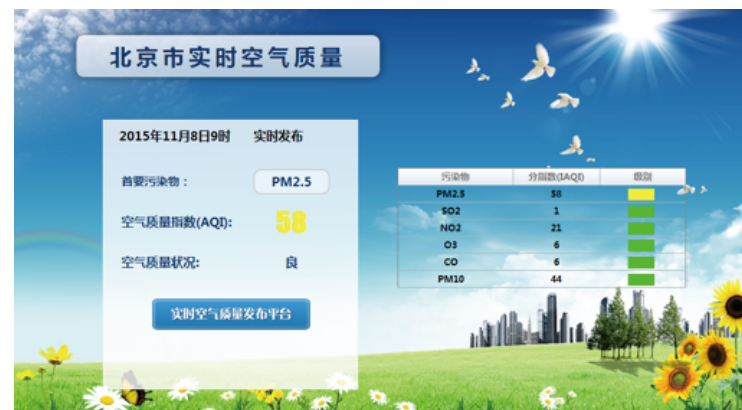 北京市实时空气质量
2015年11月8日9时 实时发布
首要污染物： PM2.5
空气质量指数(AQI): 58
空气质量状况: 良
实时空气质量发布平台
污染物 分指数(IAQI) 级别
PM2.5 58
SO2 1
NO2 21
O3 6
CO 6
PM10 44